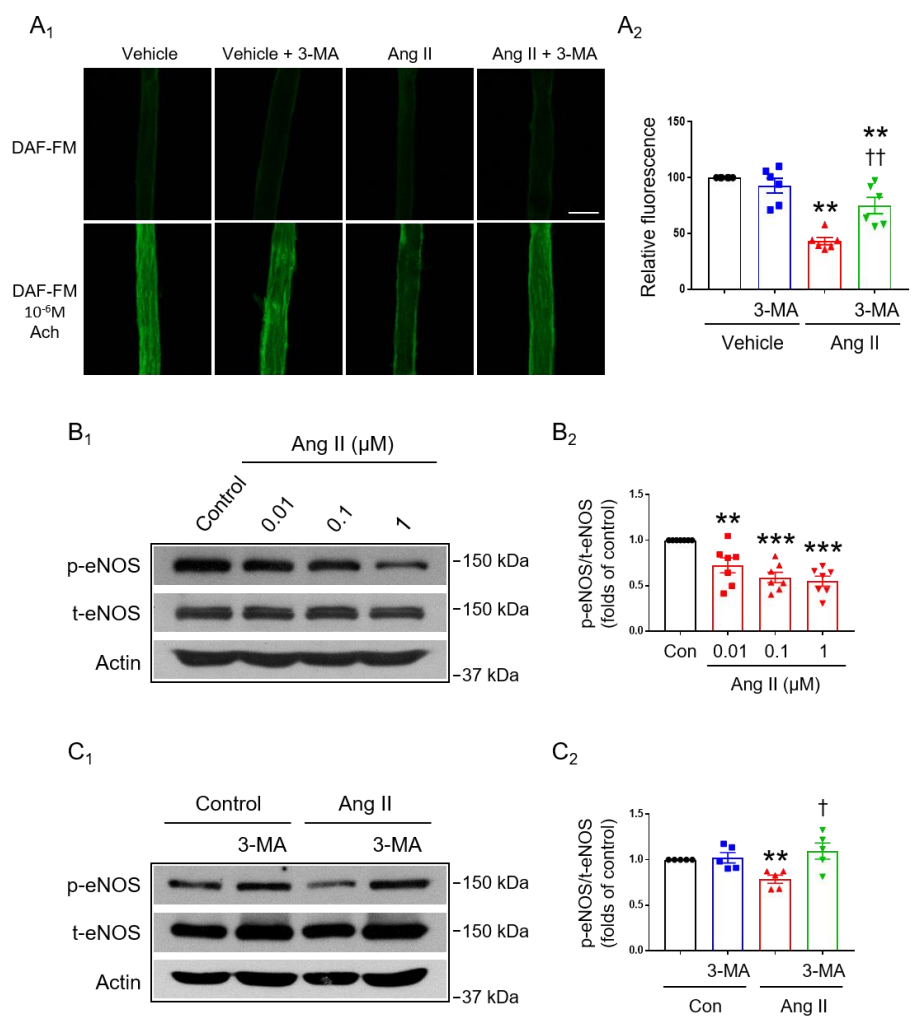 A1
Vehicle
Vehicle + 3-MA
Ang II
Ang II + 3-MA
DAF-FM
DAF-FM
10-6M
Ach
A2
Relative fluorescence
150
100
50
0
**
**
††
3-MA
3-MA
Vehicle
Ang II
B1
Ang II (µM)
Control
0.01
0.1
1
p-eNOS
t-eNOS
Actin
150 kDa
150 kDa
37 kDa
B2
p-eNOS/t-eNOS
(folds of control)
1.5
1.0
0.5
0.0
**
***
***
Con
0.01
0.1
1
Ang II (µM)
C1
Control
Ang II
3-MA
3-MA
p-eNOS
t-eNOS
Actin
150 kDa
150 kDa
37 kDa
C2
p-eNOS/t-eNOS
(folds of control)
1.5
1.0
0.5
0.0
**
†
3-MA
3-MA
Con
Ang II